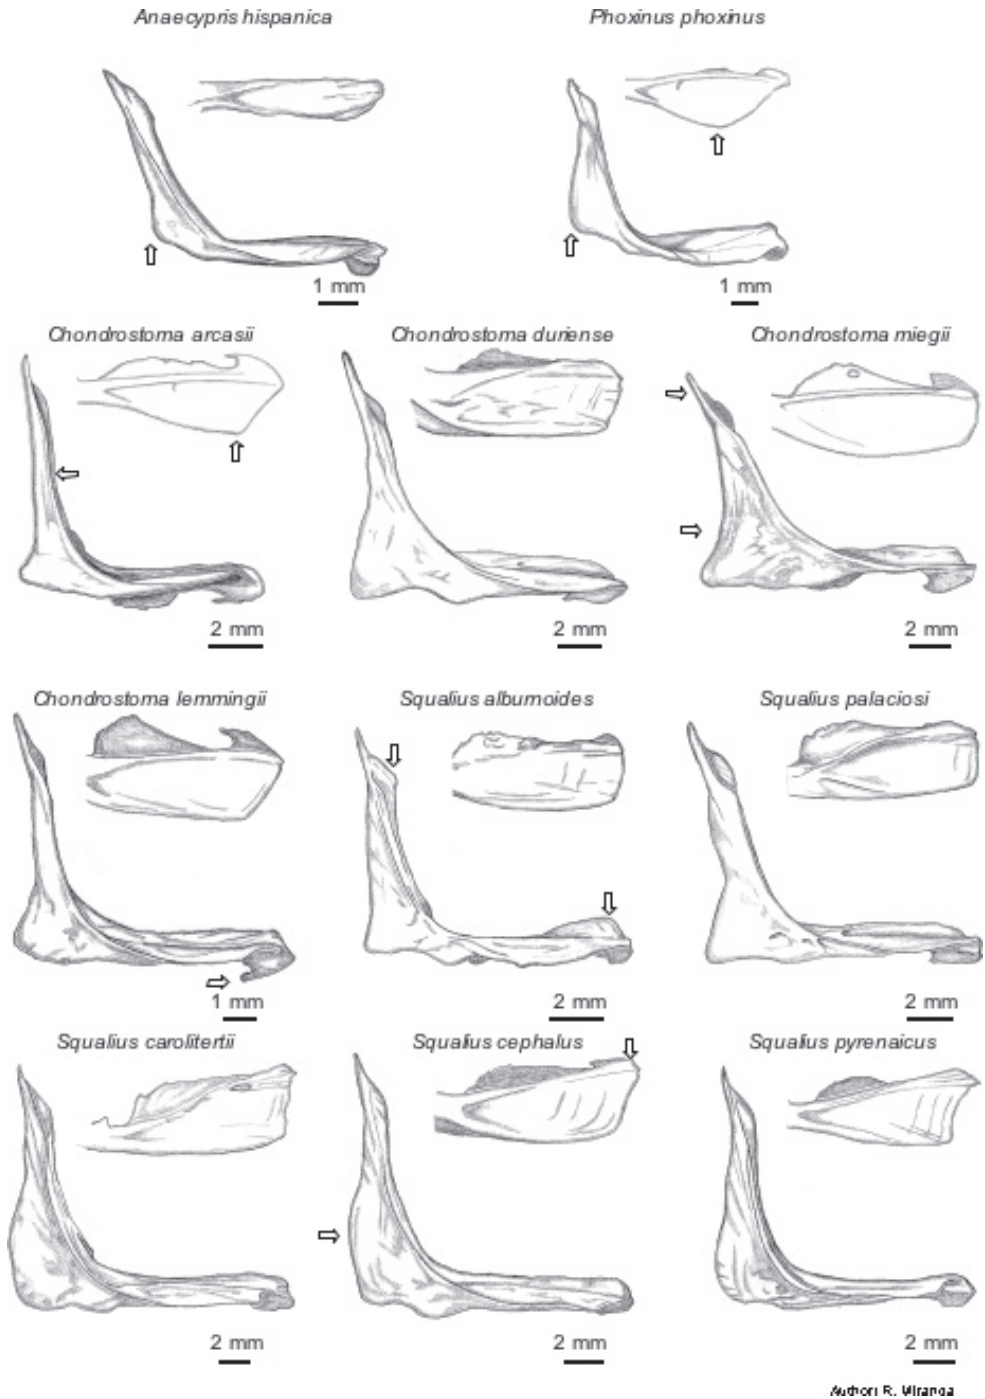 Anaecypris hispanica
Phoxinus phoxinus
1 mm
1 mm
Chondrostoma arcasii
Chondrostoma duriense
Chondrostoma miegii
2 mm
2 mm
2 mm
Chondrostoma lemmingii
Squalius alburnoides
Squalius palaciosi
1 mm
2 mm
2 mm
Squalius carolitertii
Squalius cephalus
Squalius pyrenaicus
2 mm
2 mm
2 mm
Author: R. Miranda